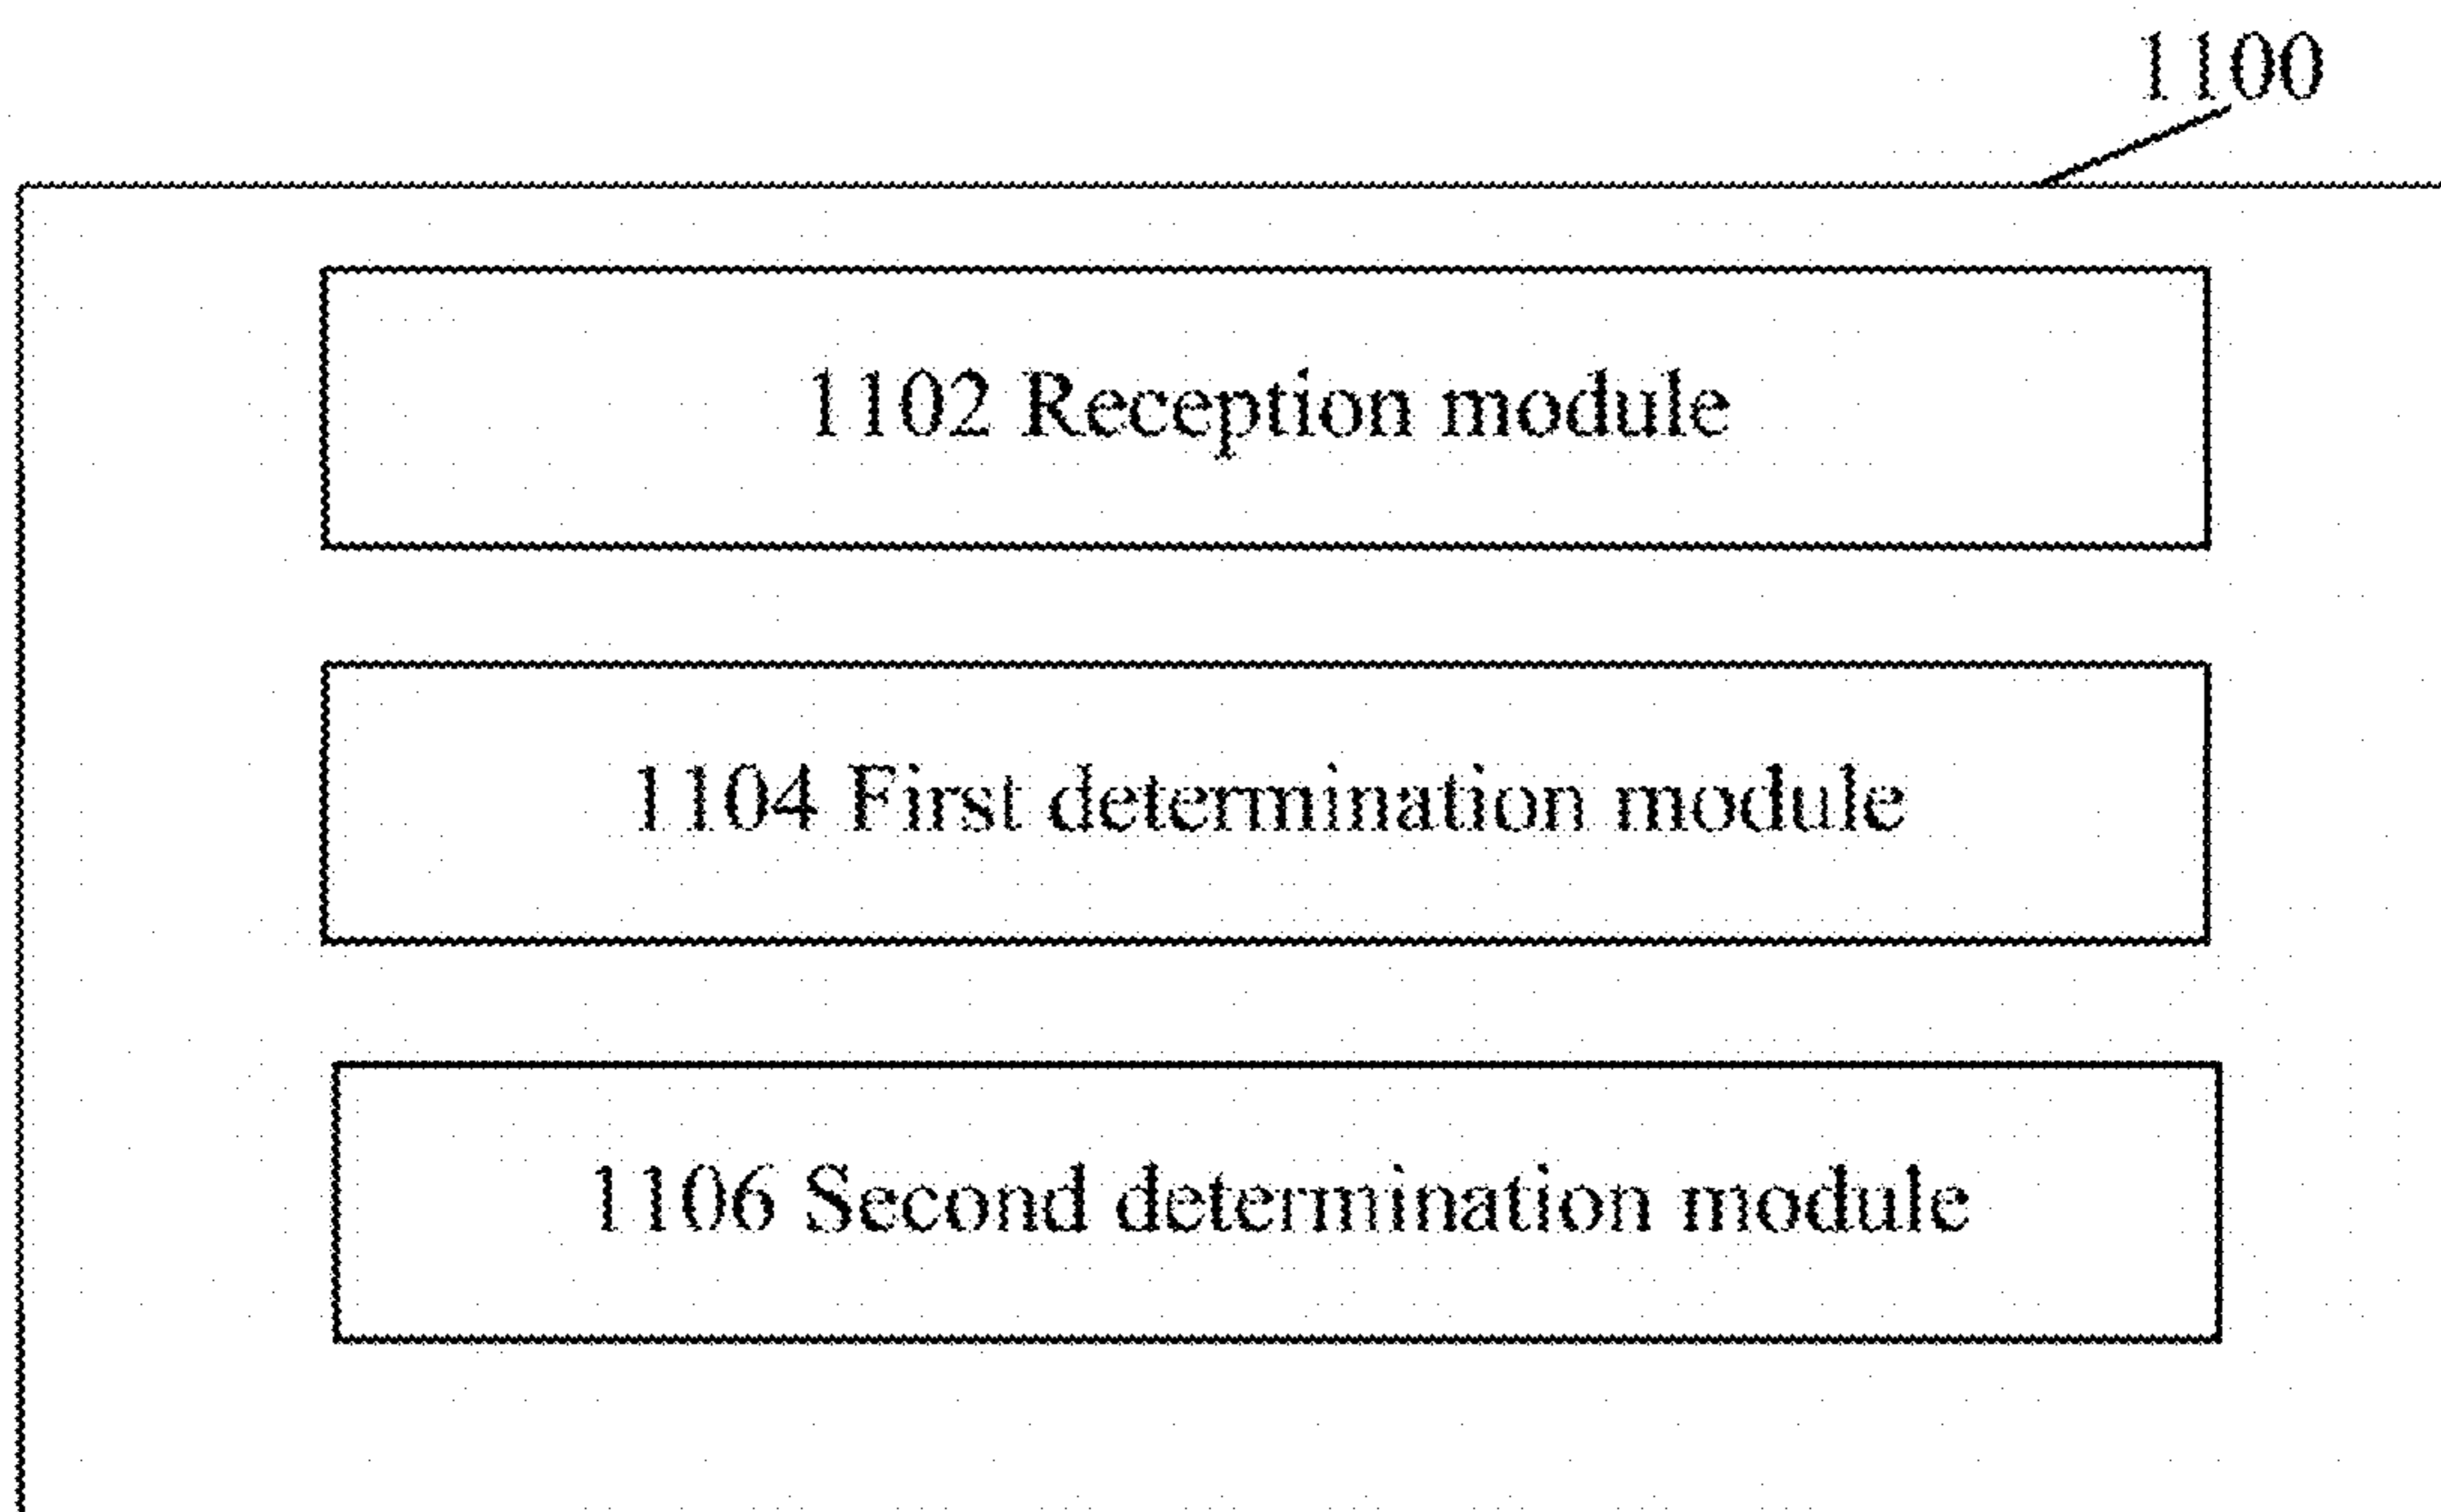 1100
1102 Reception module
1104 First determination module
1106 Second determination module